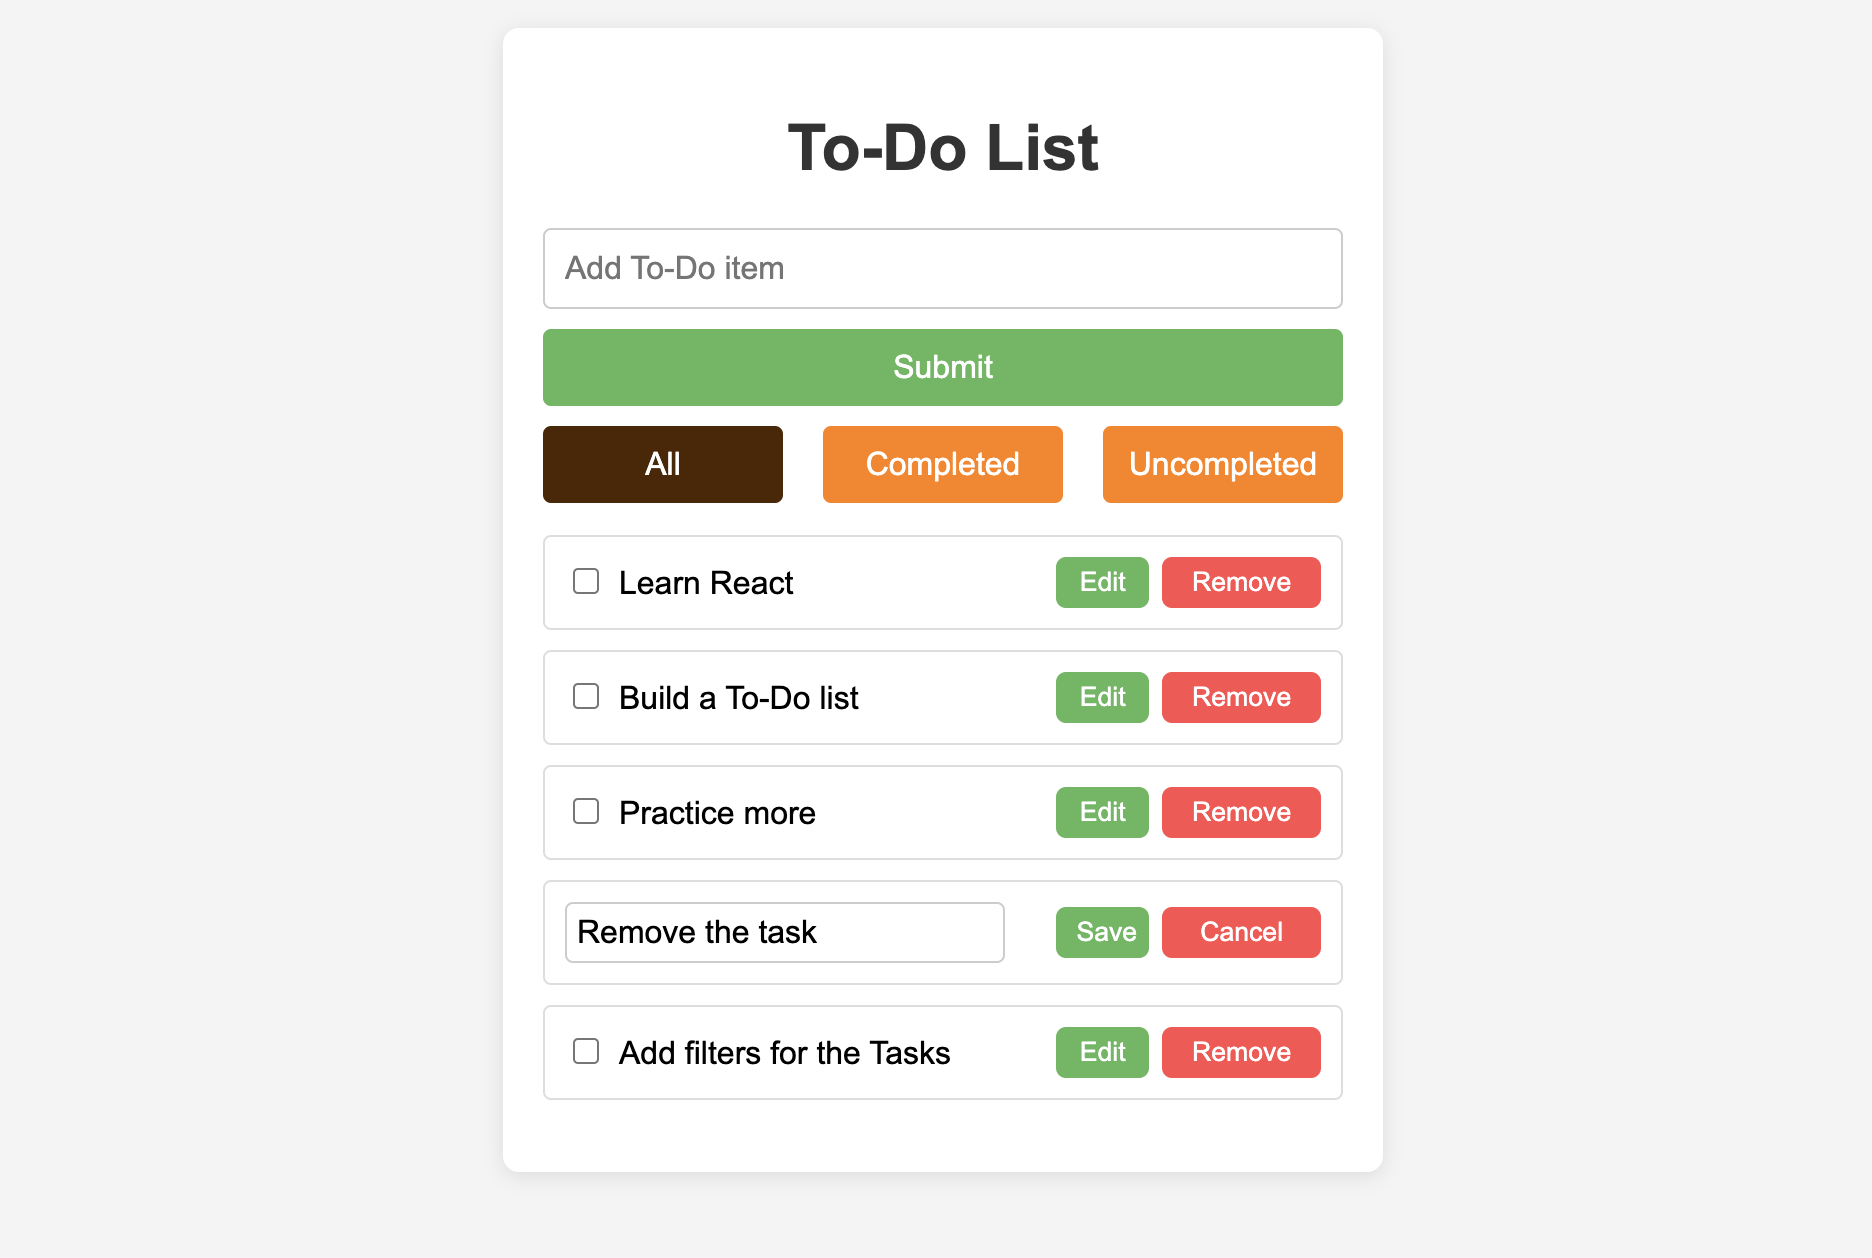 To-Do List
Add To-Do item
Submit
All Completed Uncompleted
Learn React Edit Remove
Build a To-Do list Edit Remove
Practice more Edit Remove
Remove the task Save Cancel
Add filters for the Tasks Edit Remove